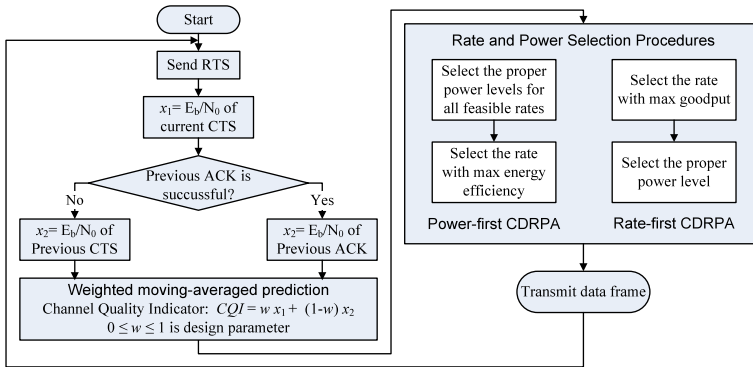 Start
Send RTS
x₁= E_b/N₀ of
current CTS
Previous ACK is
succussful?
No
Yes
x₂= E_b/N₀ of
Previous CTS
x₂= E_b/N₀ of
Previous ACK
Weighted moving-averaged prediction
Channel Quality Indicator: CQI = w x₁ + (1-w) x₂
0 ≤ w ≤ 1 is design parameter
Rate and Power Selection Procedures
Select the proper
power levels for
all feasible rates
Select the rate
with max energy
efficiency
Power-first CDRPA
Select the rate
with max goodput
Select the proper
power level
Rate-first CDRPA
Transmit data frame